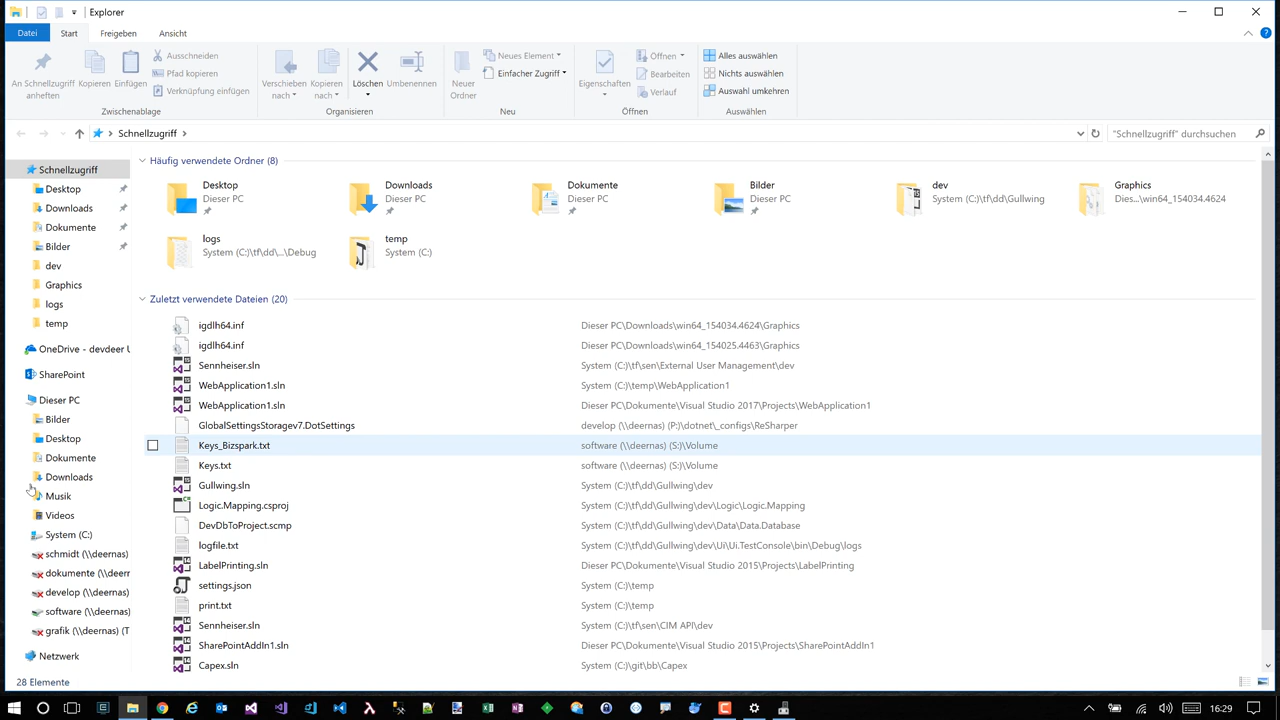 Explorer
Datei Start Freigeben Ansicht
An Schnellzugriff anheften
Kopieren
Einfügen
Ausschneiden
Pfad kopieren
Verknüpfung einfügen
Zwischenablage
Verschieben nach
Kopieren nach
Löschen
Umbenennen
Organisieren
Neuer Ordner
Neues Element
Einfacher Zugriff
Neu
Eigenschaften
Öffnen
Bearbeiten
Verlauf
Öffnen
Alles auswählen
Nichts auswählen
Auswahl umkehren
Auswählen
Schnellzugriff
"Schnellzugriff" durchsuchen
Schnellzugriff
Desktop
Downloads
Dokumente
Bilder
dev
Graphics
logs
temp
OneDrive - devdeer U
SharePoint
Dieser PC
Bilder
Desktop
Dokumente
Downloads
Musik
Videos
System (C:)
schmidt (\\deernas)
dokumente (\\deerr
develop (\\deernas)
software (\\deernas)
grafik (\\deernas) (T
Netzwerk
Häufig verwendete Ordner (8)
Desktop
Dieser PC
Downloads
Dieser PC
Dokumente
Dieser PC
Bilder
Dieser PC
dev
System (C:)\tf\dd\Gullwing
Graphics
Dies...\win64_154034.4624
logs
System (C:)\tf\dd\...\Debug
temp
System (C:)
Zuletzt verwendete Dateien (20)
igdlh64.inf Dieser PC\Downloads\win64_154034.4624\Graphics
igdlh64.inf Dieser PC\Downloads\win64_154025.4463\Graphics
Sennheiser.sln System (C:)\tf\sen\External User Management\dev
WebApplication1.sln System (C:)\temp\WebApplication1
WebApplication1.sln Dieser PC\Dokumente\Visual Studio 2017\Projects\WebApplication1
GlobalSettingsStoragev7.DotSettings develop (\\deernas) (P:)\dotnet\_configs\ReSharper
Keys_Bizspark.txt software (\\deernas) (S:)\Volume
Keys.txt software (\\deernas) (S:)\Volume
Gullwing.sln System (C:)\tf\dd\Gullwing\dev
Logic.Mapping.csproj System (C:)\tf\dd\Gullwing\dev\Logic\Logic.Mapping
DevDbToProject.scmp System (C:)\tf\dd\Gullwing\dev\Data\Data.Database
logfile.txt System (C:)\tf\dd\Gullwing\dev\Ui\Ui.TestConsole\bin\Debug\logs
LabelPrinting.sln Dieser PC\Dokumente\Visual Studio 2015\Projects\LabelPrinting
settings.json System (C:)\temp
print.txt System (C:)\temp
Sennheiser.sln System (C:)\tf\sen\CIM API\dev
SharePointAddIn1.sln Dieser PC\Dokumente\Visual Studio 2015\Projects\SharePointAddIn1
Capex.sln System (C:)\git\bb\Capex
28 Elemente
16:29